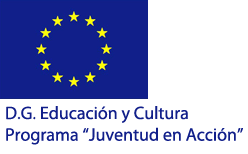 D.G. Educación y Cultura
Programa “Juventud en Acción”